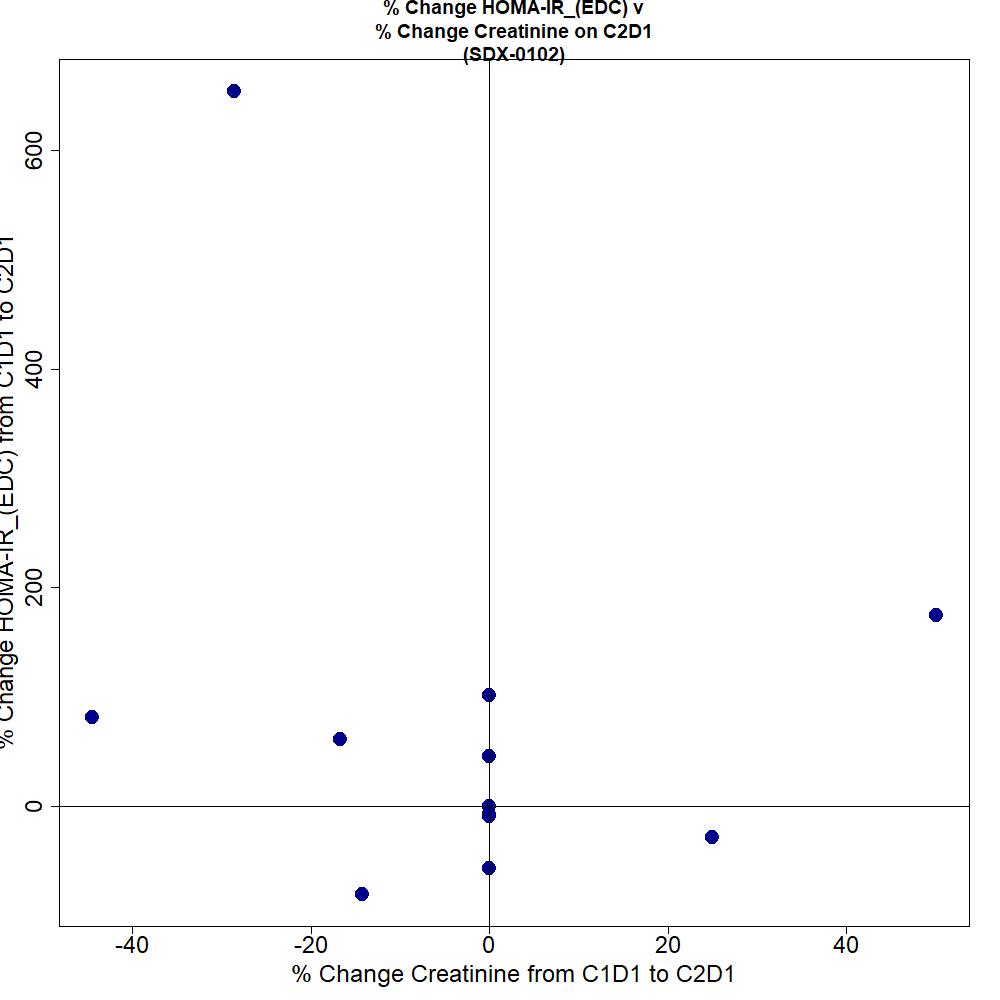 % Change HOMA-IR_(EDC) v
% Change Creatinine on C2D1
(SDX-0102)
% Change HOMA-IR_(EDC) from C1D1 to C2D1
600
400
200
0
-40
-20
0
20
40
% Change Creatinine from C1D1 to C2D1